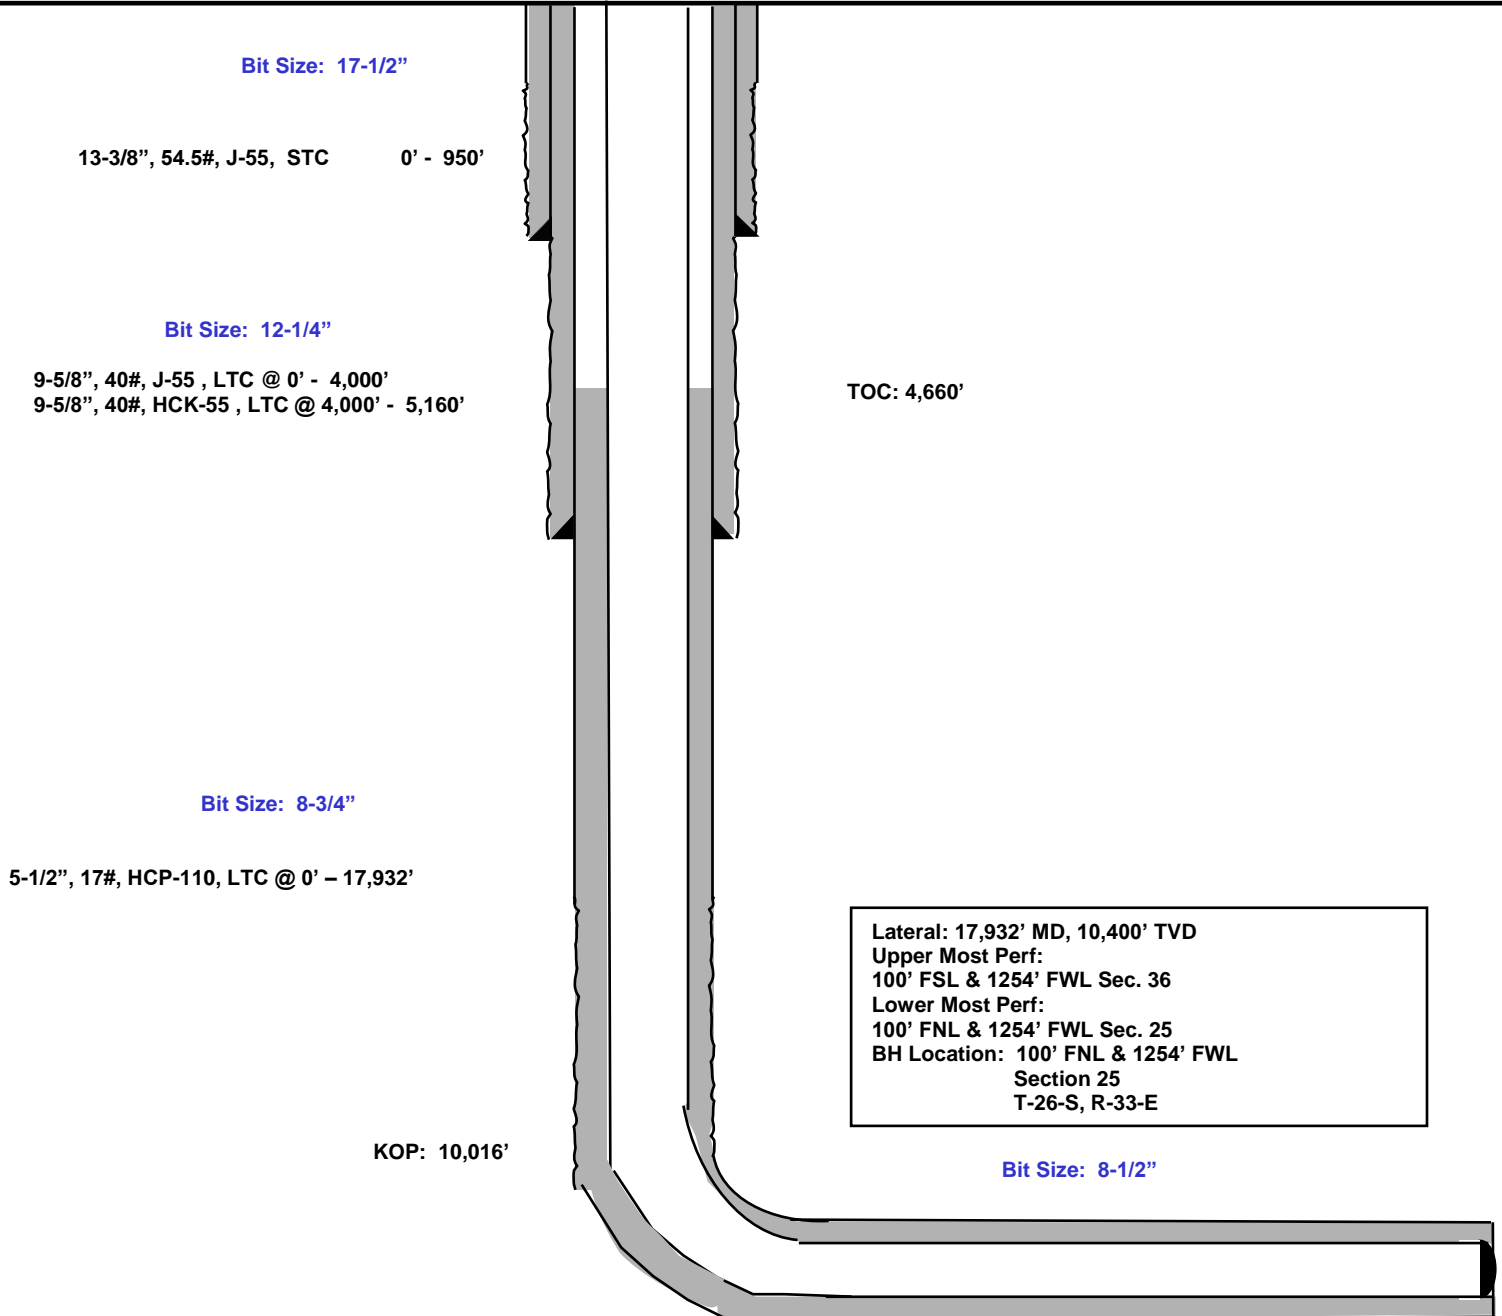 Bit Size: 17-1/2”
13-3/8”, 54.5#, J-55, STC 0’ - 950’
Bit Size: 12-1/4”
9-5/8”, 40#, J-55 , LTC @ 0’ - 4,000’
9-5/8”, 40#, HCK-55 , LTC @ 4,000’ - 5,160’
TOC: 4,660’
Bit Size: 8-3/4”
5-1/2”, 17#, HCP-110, LTC @ 0’ – 17,932’
Lateral: 17,932’ MD, 10,400’ TVD
Upper Most Perf:
100’ FSL & 1254’ FWL Sec. 36
Lower Most Perf:
100’ FNL & 1254’ FWL Sec. 25
BH Location: 100’ FNL & 1254’ FWL
Section 25
T-26-S, R-33-E
KOP: 10,016’
Bit Size: 8-1/2”